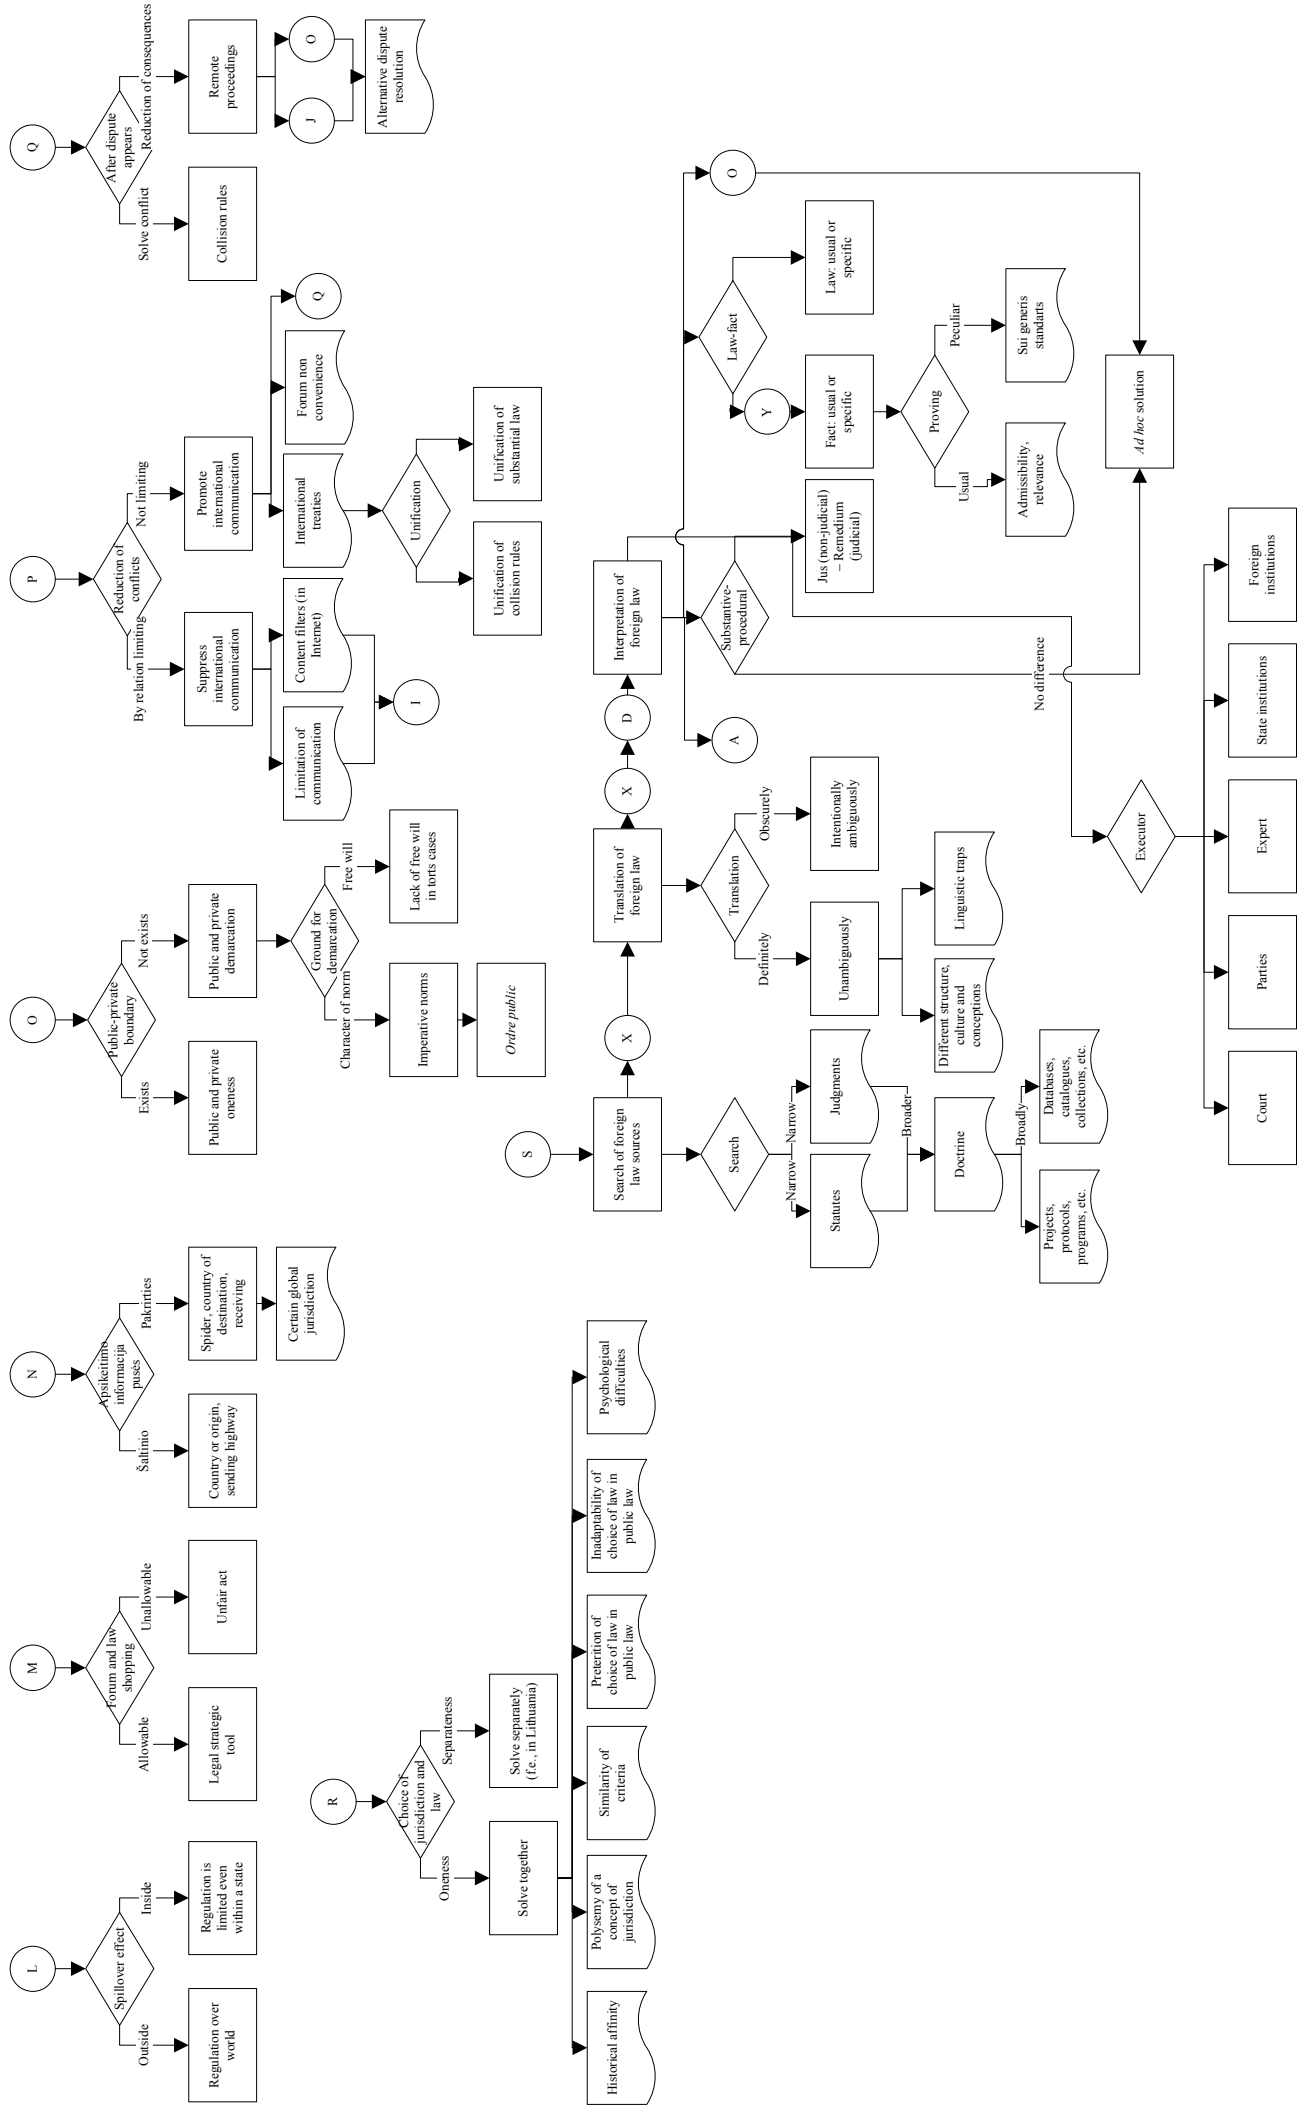 L
Spillover effect
Outside
Inside
Regulation over
world
Regulation is
limited even
within a state
M
Forum and law
shopping
Allowable
Unallowable
Legal strategic
tool
Unfair act
N
Apsikeitimo
informacija
pusės
Šaltinio
Pakrirties
Country or origin,
sending highway
Spider, country of
destination,
receiving
Certain global
jurisdiction
O
Public-private
boundary
Exists
Not exists
Public and private
oneness
Public and private
demarcation
Ground for
demarcation
Character of norm
Free will
Imperative norms
Lack of free will
in torts cases
Ordre public
P
Reduction of
conflicts
By relation limiting
Not limiting
Suppress
international
communication
Promote
international
communication
Limitation of
communication
Content filters (in
Internet)
International
treaties
Forum non
convenience
Q
I
Unification
Unification of
collision rules
Unification of
substantial law
Q
After dispute
appears
Solve conflict
Reduction of consequences
Collision rules
Remote
proceedings
J
O
Alternative dispute
resolution
R
Choice of
jurisdiction and
law
Oneness
Separateness
Solve together
Solve separately
(f.e., in Lithuania)
Historical affinity
Polysemy of a
concept of
jurisdiction
Similarity of
criteria
Preterition of
choice of law in
public law
Inadaptability of
choice of law in
public law
Psychological
difficulties
S
Search of foreign
law sources
X
Translation of
foreign law
X
D
Interpretation of
foreign law
Search
Narrow
Narrow
Statutes
Judgments
Broader
Doctrine
Broadly
Projects,
protocols,
programs, etc.
Databases,
catalogues,
collections, etc.
Translation
Definitely
Obscurely
Unambiguously
Intentionally
ambiguously
Different structure,
culture and
conceptions
Linguistic traps
A
Substantive-
procedural
Law-fact
O
Jus (non-judicial)
– Remedium
(judicial)
Y
Fact: usual or
specific
Law: usual or
specific
Proving
Usual
Peculiar
Admissibility,
relevance
Sui generis
standarts
No difference
Ad hoc solution
Executor
Court
Parties
Expert
State institutions
Foreign
institutions